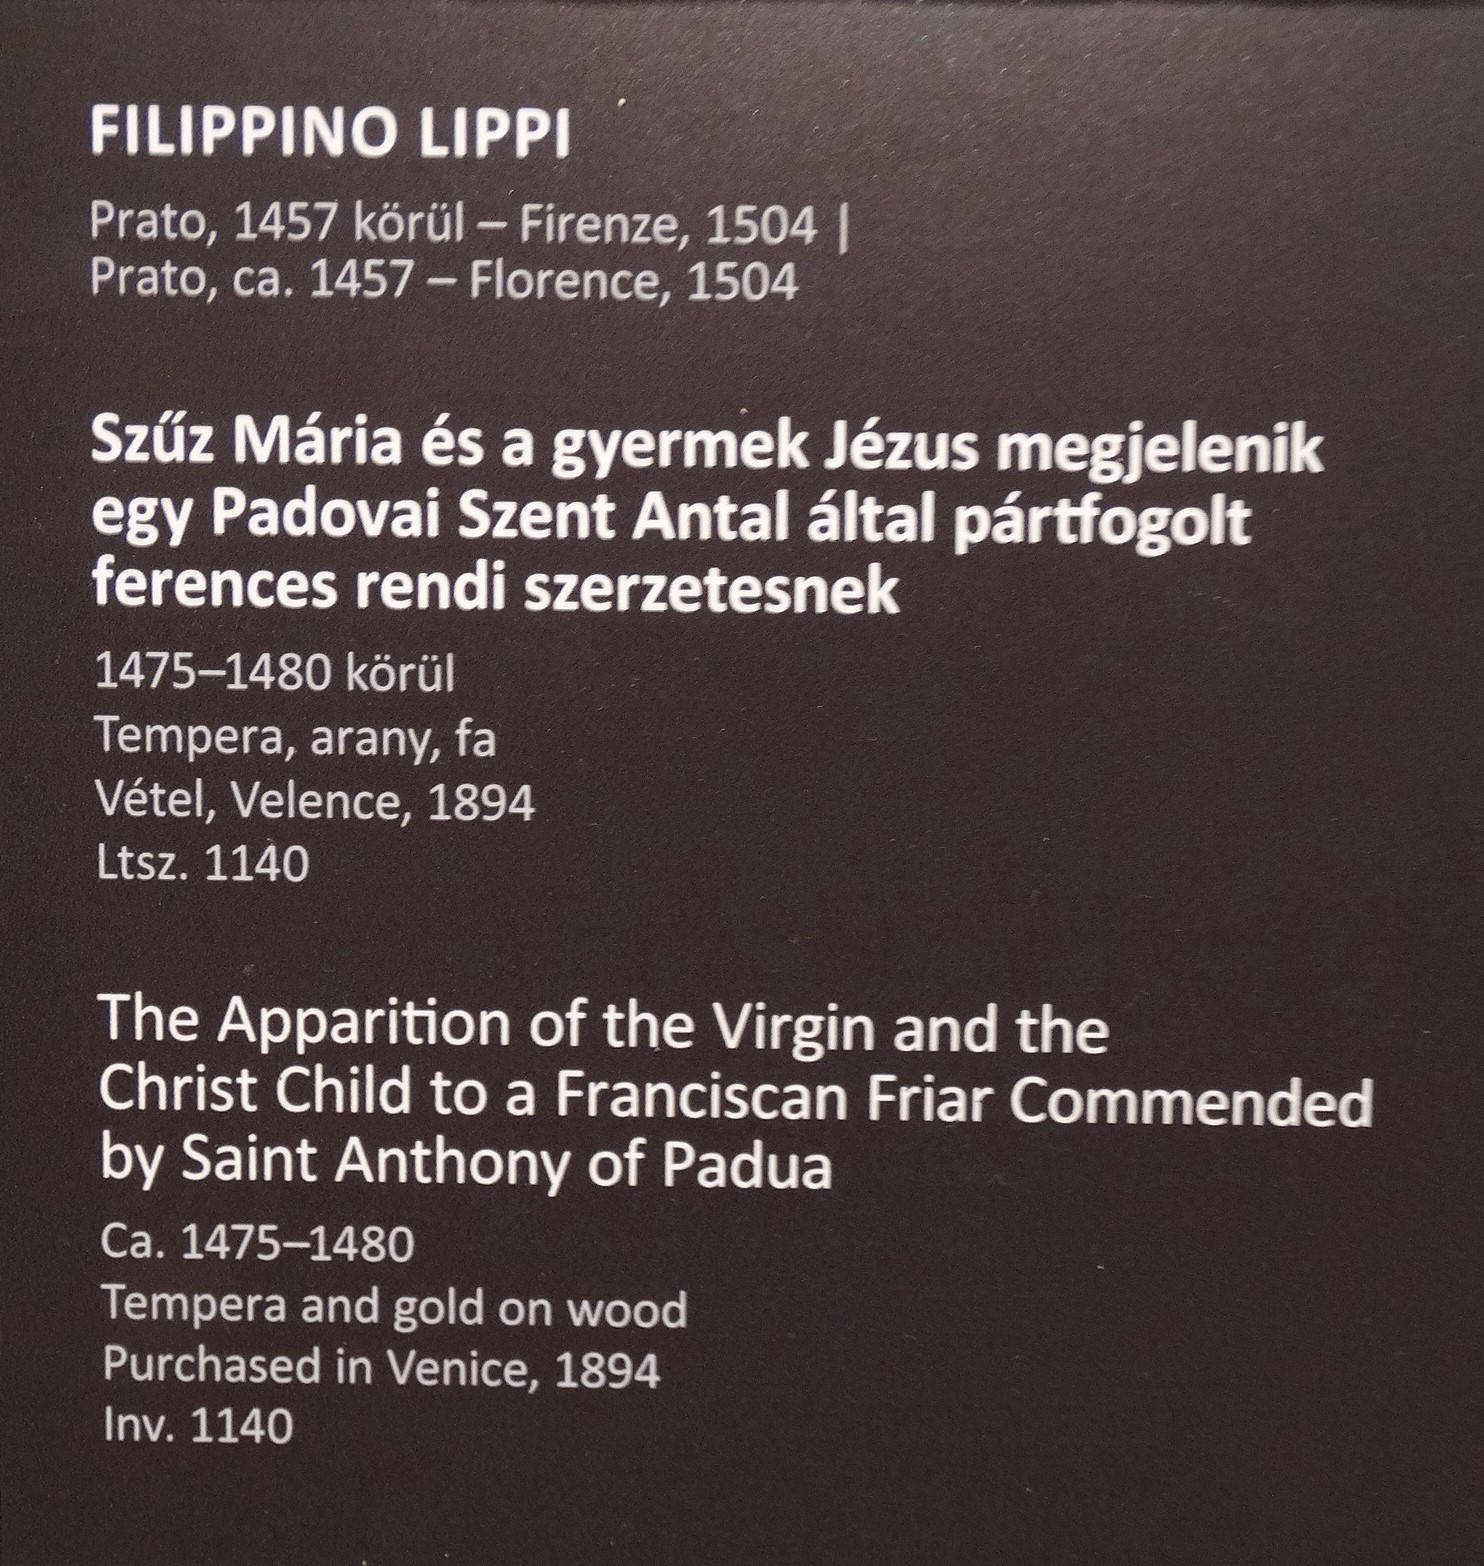 FILIPPINO LIPPI
Prato, 1457 körül – Firenze, 1504 |
Prato, ca. 1457 – Florence, 1504
Szűz Mária és a gyermek Jézus megjelenik
egy Padovai Szent Antal által pártfogolt
ferences rendi szerzetesnek
1475–1480 körül
Tempera, arany, fa
Vétel, Velence, 1894
Ltsz. 1140
The Apparition of the Virgin and the
Christ Child to a Franciscan Friar Commended
by Saint Anthony of Padua
Ca. 1475–1480
Tempera and gold on wood
Purchased in Venice, 1894
Inv. 1140